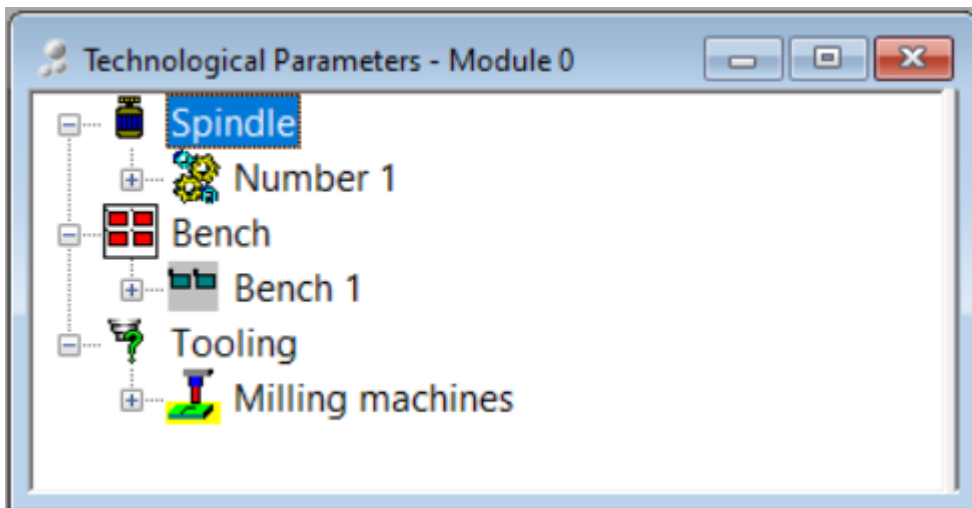 Technological Parameters - Module 0
Spindle
Number 1
Bench
Bench 1
Tooling
Milling machines